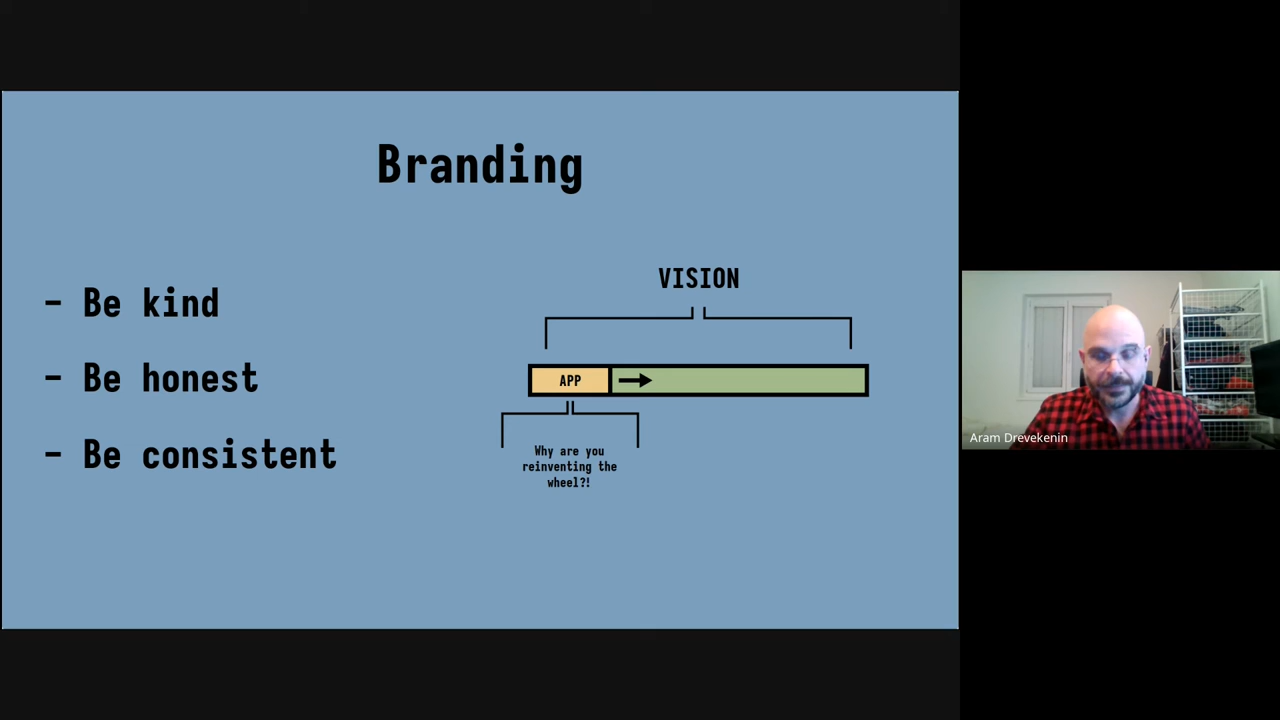 Branding
- Be kind
- Be honest
- Be consistent
VISION
APP
Why are you
reinventing the
wheel?!
Aram Drevekenin